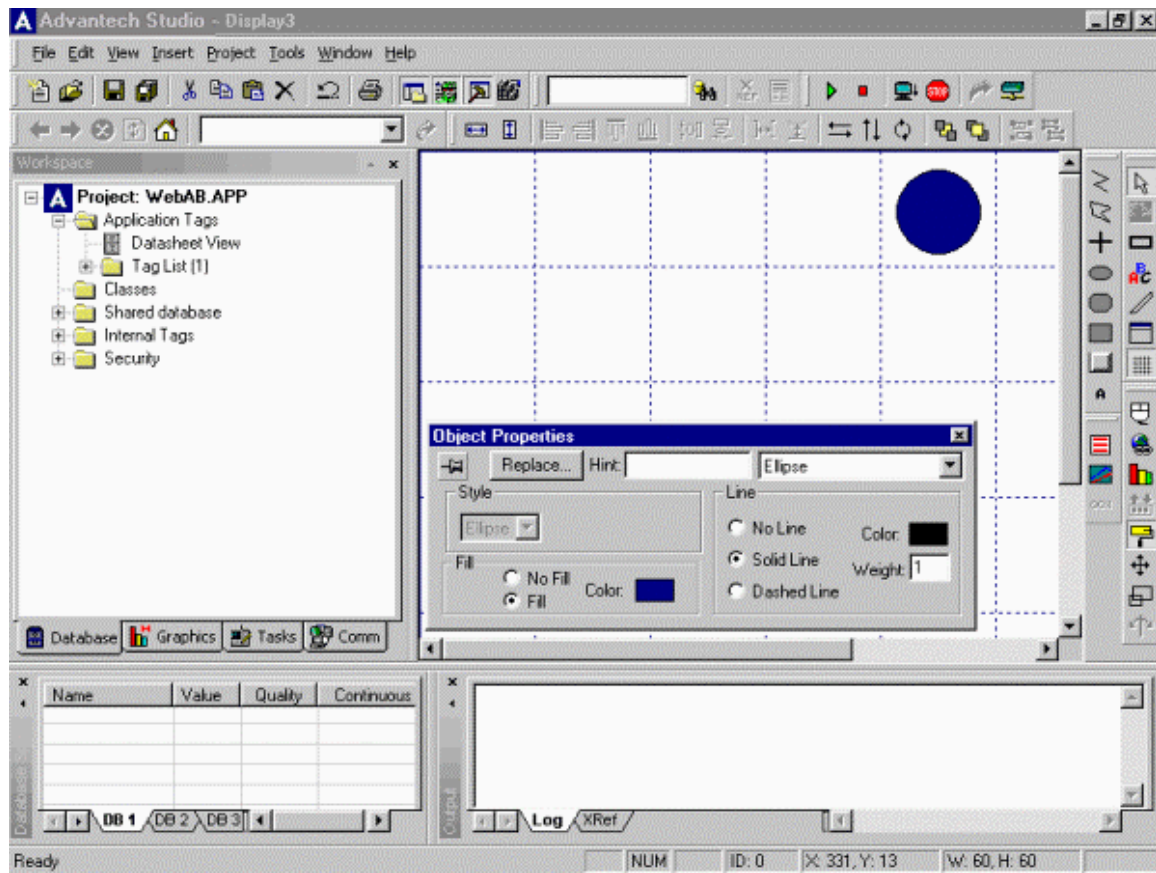 Advantech Studio - Display3
File Edit View Insert Project Tools Window Help
STOP
Workspace
Project: WebAB.APP
Application Tags
Datasheet View
Tag List (1)
Classes
Shared database
Internal Tags
Security
Database Graphics Tasks Comm
ABC
A
Object Properties
Replace... Hint: Ellipse
Style
Ellipse
Fill
No Fill
Fill
Color:
Line
No Line
Solid Line
Dashed Line
Color:
Weight: 1
Name Value Quality Continuous
DB 1 DB 2 DB 3
Output
Log XRef
Ready NUM ID: 0 X: 331, Y: 13 W: 60, H: 60